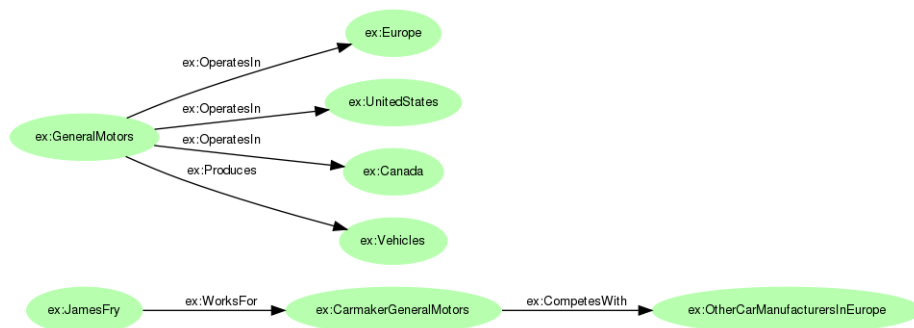 ex:Europe
ex:OperatesIn
ex:OperatesIn
ex:UnitedStates
ex:GeneralMotors
ex:OperatesIn
ex:Produces
ex:Canada
ex:Vehicles
ex:JamesFry
ex:WorksFor
ex:CarmakerGeneralMotors
ex:CompetesWith
ex:OtherCarManufacturersInEurope